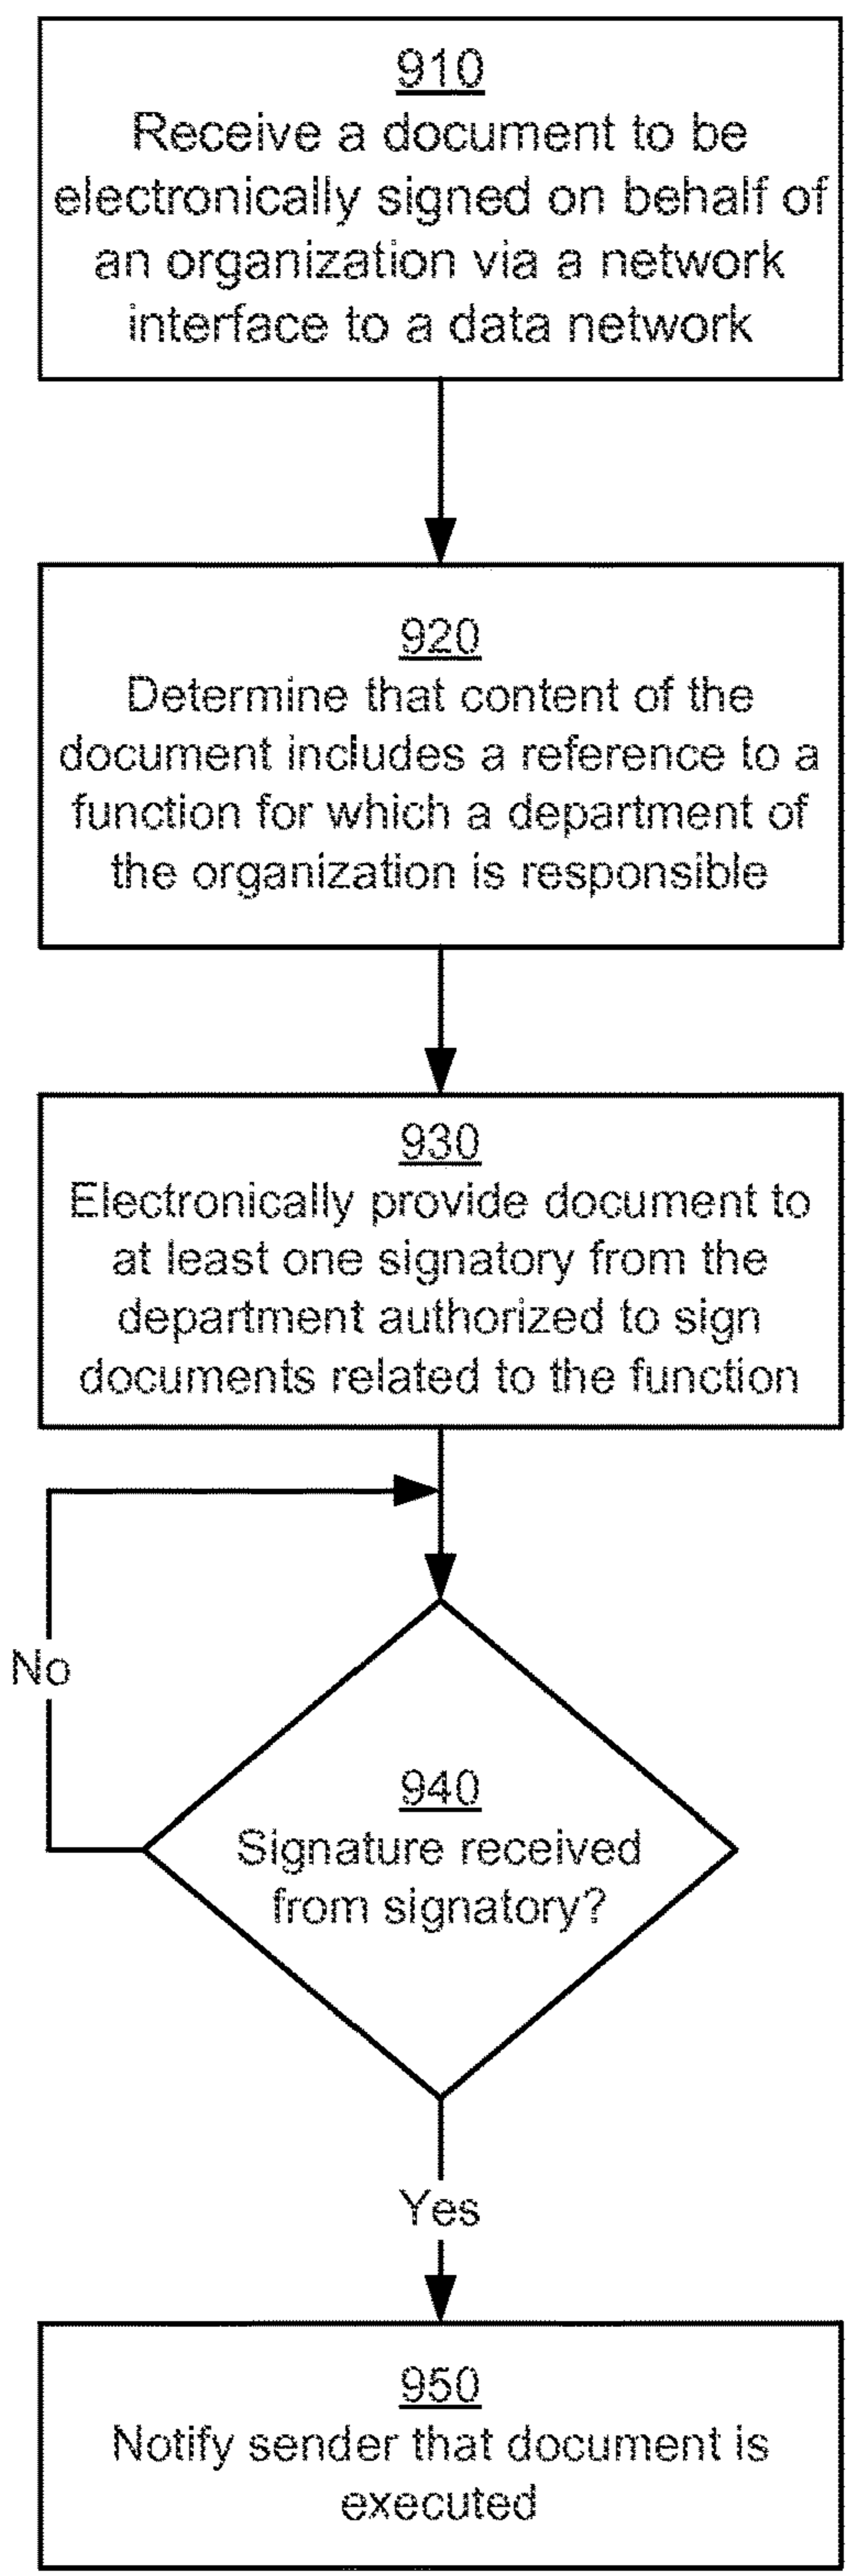 910
Receive a document to be
electronically signed on behalf of
an organization via a network
interface to a data network
920
Determine that content of the
document includes a reference to a
function for which a department of
the organization is responsible
930
Electronically provide document to
at least one signatory from the
department authorized to sign
documents related to the function
No
940
Signature received
from signatory?
Yes
950
Notify sender that document is
executed